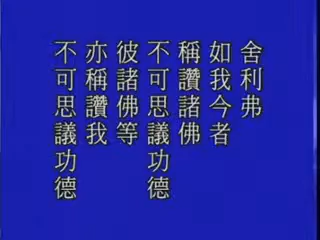 舍利弗
如我今者
稱讚諸佛
不可思議功德
彼諸佛等
亦稱讚我
不可思議功德